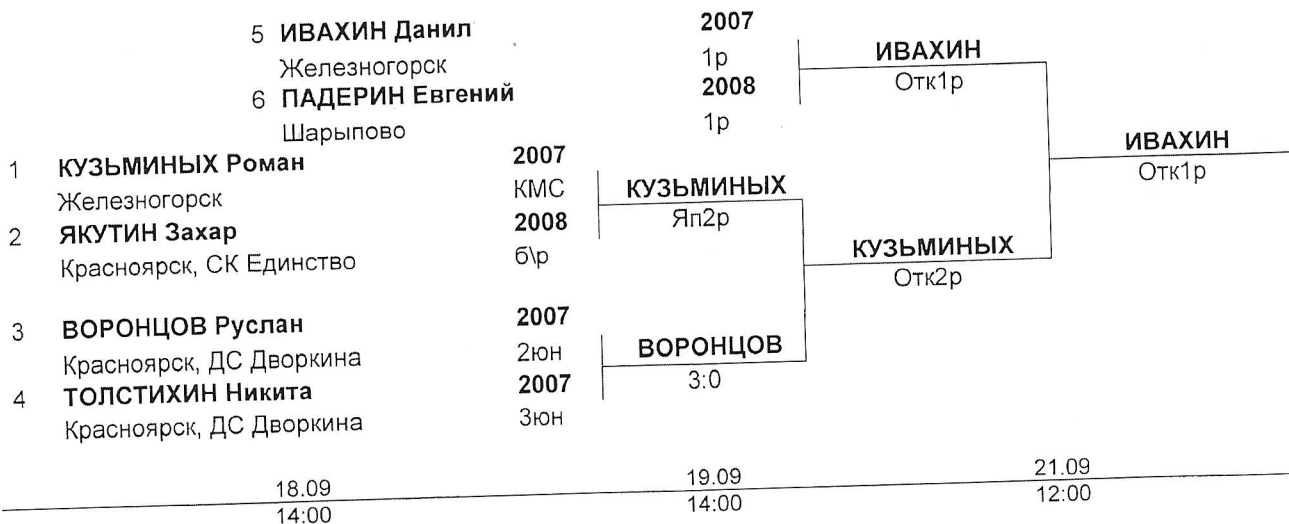 5 ИВАХИН Данил 2007
Железногорск 1р
ИВАХИН
Отк1р
6 ПАДЕРИН Евгений 2008
Шарыпово 1р
ИВАХИН
Отк1р
1 КУЗЬМИНЫХ Роман 2007
Железногорск КМС
КУЗЬМИНЫХ
Яп2р
2 ЯКУТИН Захар 2008
Красноярск, СК Единство б\р
КУЗЬМИНЫХ
Отк2р
3 ВОРОНЦОВ Руслан 2007
Красноярск, ДС Дворкина 2юн
ВОРОНЦОВ
3:0
4 ТОЛСТИХИН Никита 2007
Красноярск, ДС Дворкина 3юн
18.09 19.09 21.09
14:00 14:00 12:00